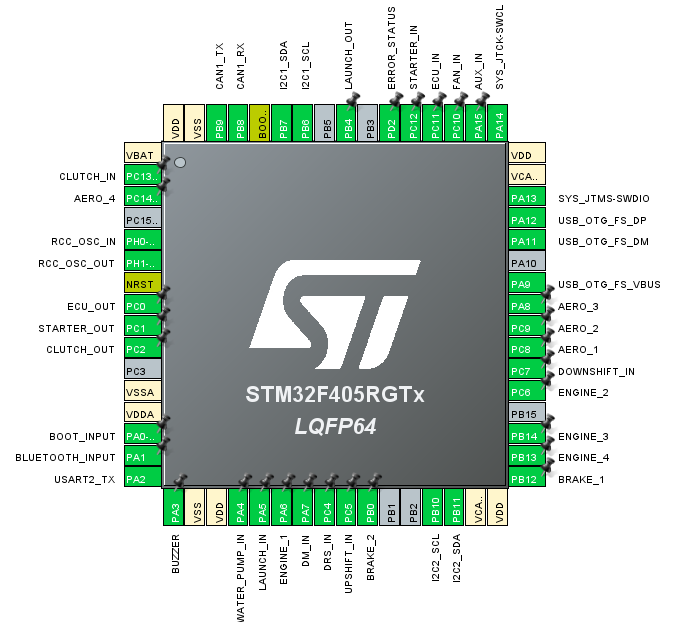 CAN1_TX
CAN1_RX
I2C1_SDA
I2C1_SCL
LAUNCH_OUT
ERROR_STATUS
STARTER_IN
ECU_IN
FAN_IN
AUX_IN
SYS_JTCK-SWCL
VDD
VSS
PB9
PB8
BOO..
PB7
PB6
PB5
PB4
PB3
PD2
PC12
PC11
PC10
PA15
PA14
VBAT
CLUTCH_IN PC13..
AERO_4 PC14..
PC15..
RCC_OSC_IN PH0-..
RCC_OSC_OUT PH1-..
NRST
ECU_OUT PC0
STARTER_OUT PC1
CLUTCH_OUT PC2
PC3
VSSA
VDDA
BOOT_INPUT PA0-..
BLUETOOTH_INPUT PA1
USART2_TX PA2
ST
STM32F405RGTx
LQFP64
VDD
VCA..
PA13 SYS_JTMS-SWDIO
PA12 USB_OTG_FS_DP
PA11 USB_OTG_FS_DM
PA10
PA9 USB_OTG_FS_VBUS
PA8 AERO_3
PC9 AERO_2
PC8 AERO_1
PC7 DOWNSHIFT_IN
PC6 ENGINE_2
PB15
PB14 ENGINE_3
PB13 ENGINE_4
PB12 BRAKE_1
PA3
VSS
VDD
PA4
PA5
PA6
PA7
PC4
PC5
PB0
PB1
PB2
PB10
PB11
VCA..
VDD
BUZZER
WATER_PUMP_IN
LAUNCH_IN
ENGINE_1
DM_IN
DRS_IN
UPSHIFT_IN
BRAKE_2
I2C2_SCL
I2C2_SDA